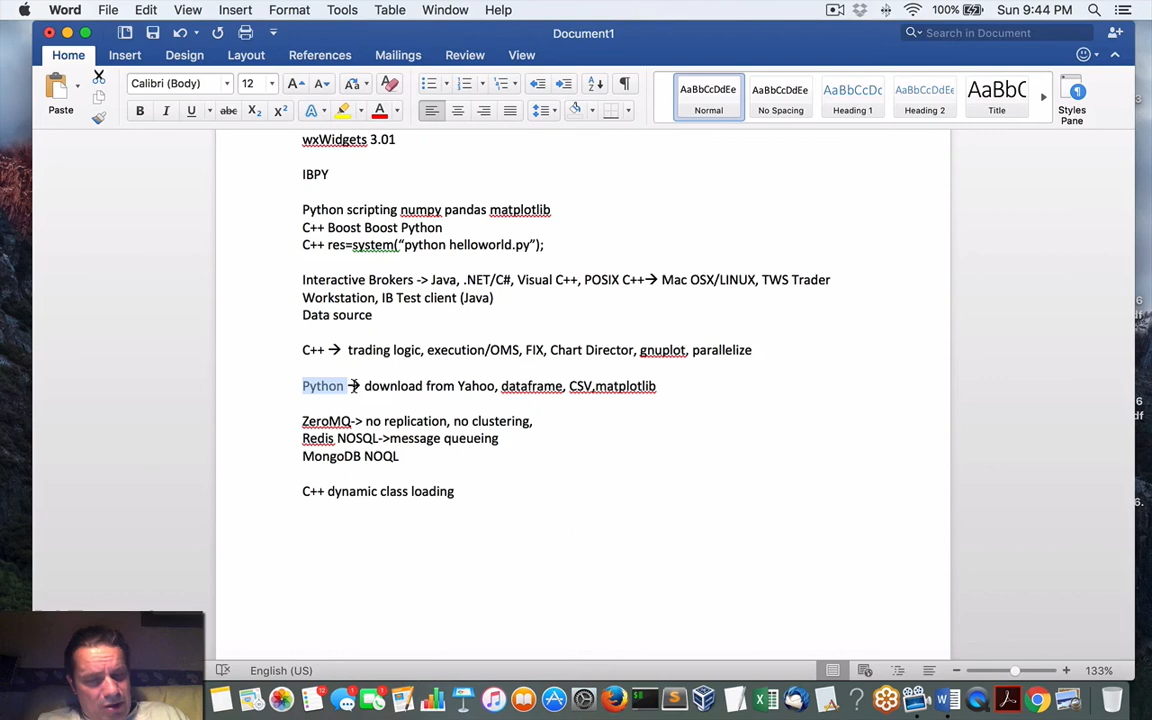 Word File Edit View Insert Format Tools Table Window Help 100% Sun 9:44 PM
Document1
Search in Document
Home Insert Design Layout References Mailings Review View
Paste
Calibri (Body) 12
B I U abc X2 X2 A A
AaBbCcDdEe AaBbCcDdEe AaBbCcDc AaBbCcDdEe AaBbC
Normal No Spacing Heading 1 Heading 2 Title
Styles Pane
wxWidgets 3.01
IBPY
Python scripting numpy pandas matplotlib
C++ Boost Boost Python
C++ res=system(“python helloworld.py”);
Interactive Brokers -> Java, .NET/C#, Visual C++, POSIX C++→ Mac OSX/LINUX, TWS Trader
Workstation, IB Test client (Java)
Data source
C++ → trading logic, execution/OMS, FIX, Chart Director, gnuplot, parallelize
Python → download from Yahoo, dataframe, CSV,matplotlib
ZeroMQ-> no replication, no clustering,
Redis NOSQL->message queueing
MongoDB NOQL
C++ dynamic class loading
English (US) 133%